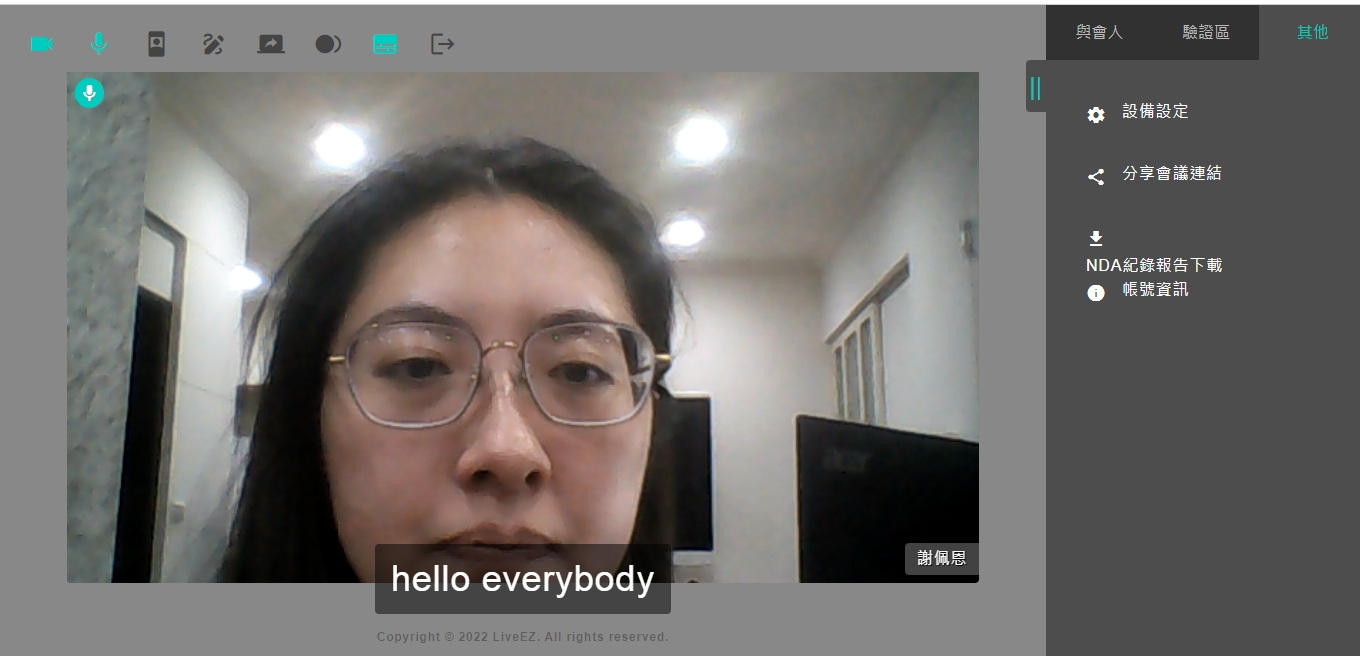 與會人
驗證區
其他
設備設定
分享會議連結
NDA紀錄報告下載
帳號資訊
謝佩恩
hello everybody
Copyright © 2022 LiveEZ. All rights reserved.